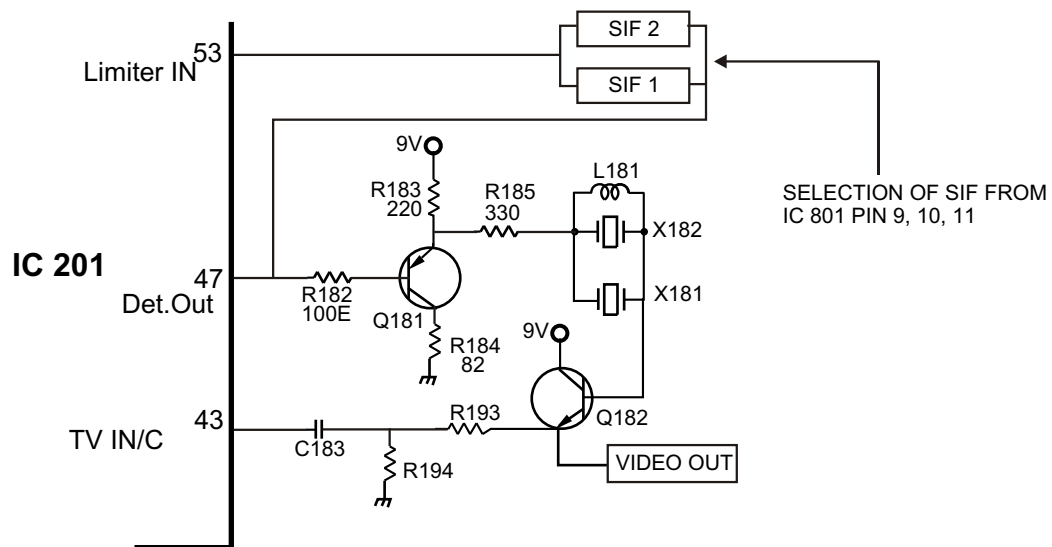 SIF 2
53
Limiter IN
SIF 1
9V
L181
R183
220
R185
330
SELECTION OF SIF FROM
IC 801 PIN 9, 10, 11
X182
IC 201
47
Det.Out
R182
100E
Q181
X181
9V
R184
82
R193
Q182
43
TV IN/C
C183
R194
VIDEO OUT